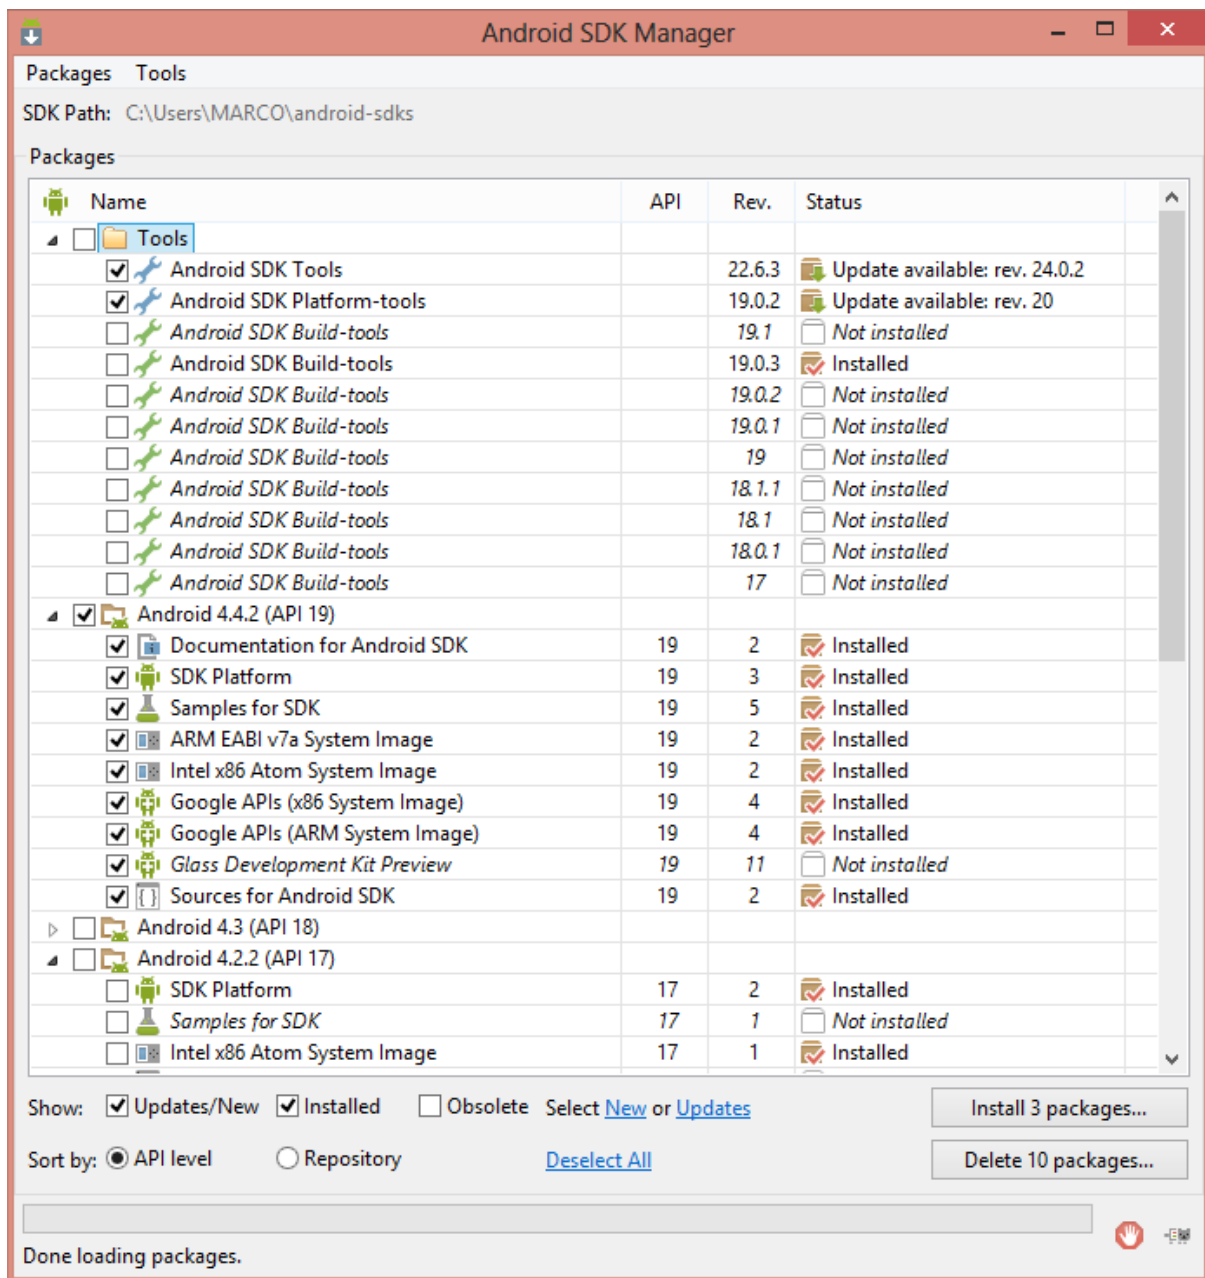 Android SDK Manager
Packages Tools
SDK Path: C:\Users\MARCO\android-sdks
Packages
Name API Rev. Status
Tools
Android SDK Tools 22.6.3 Update available: rev. 24.0.2
Android SDK Platform-tools 19.0.2 Update available: rev. 20
Android SDK Build-tools 19.1 Not installed
Android SDK Build-tools 19.0.3 Installed
Android SDK Build-tools 19.0.2 Not installed
Android SDK Build-tools 19.0.1 Not installed
Android SDK Build-tools 19 Not installed
Android SDK Build-tools 18.1.1 Not installed
Android SDK Build-tools 18.1 Not installed
Android SDK Build-tools 18.0.1 Not installed
Android SDK Build-tools 17 Not installed
Android 4.4.2 (API 19)
Documentation for Android SDK 19 2 Installed
SDK Platform 19 3 Installed
Samples for SDK 19 5 Installed
ARM EABI v7a System Image 19 2 Installed
Intel x86 Atom System Image 19 2 Installed
Google APIs (x86 System Image) 19 4 Installed
Google APIs (ARM System Image) 19 4 Installed
Glass Development Kit Preview 19 11 Not installed
Sources for Android SDK 19 2 Installed
Android 4.3 (API 18)
Android 4.2.2 (API 17)
SDK Platform 17 2 Installed
Samples for SDK 17 1 Not installed
Intel x86 Atom System Image 17 1 Installed
Show: Updates/New Installed Obsolete Select New or Updates Install 3 packages...
Sort by: API level Repository Deselect All Delete 10 packages...
Done loading packages.